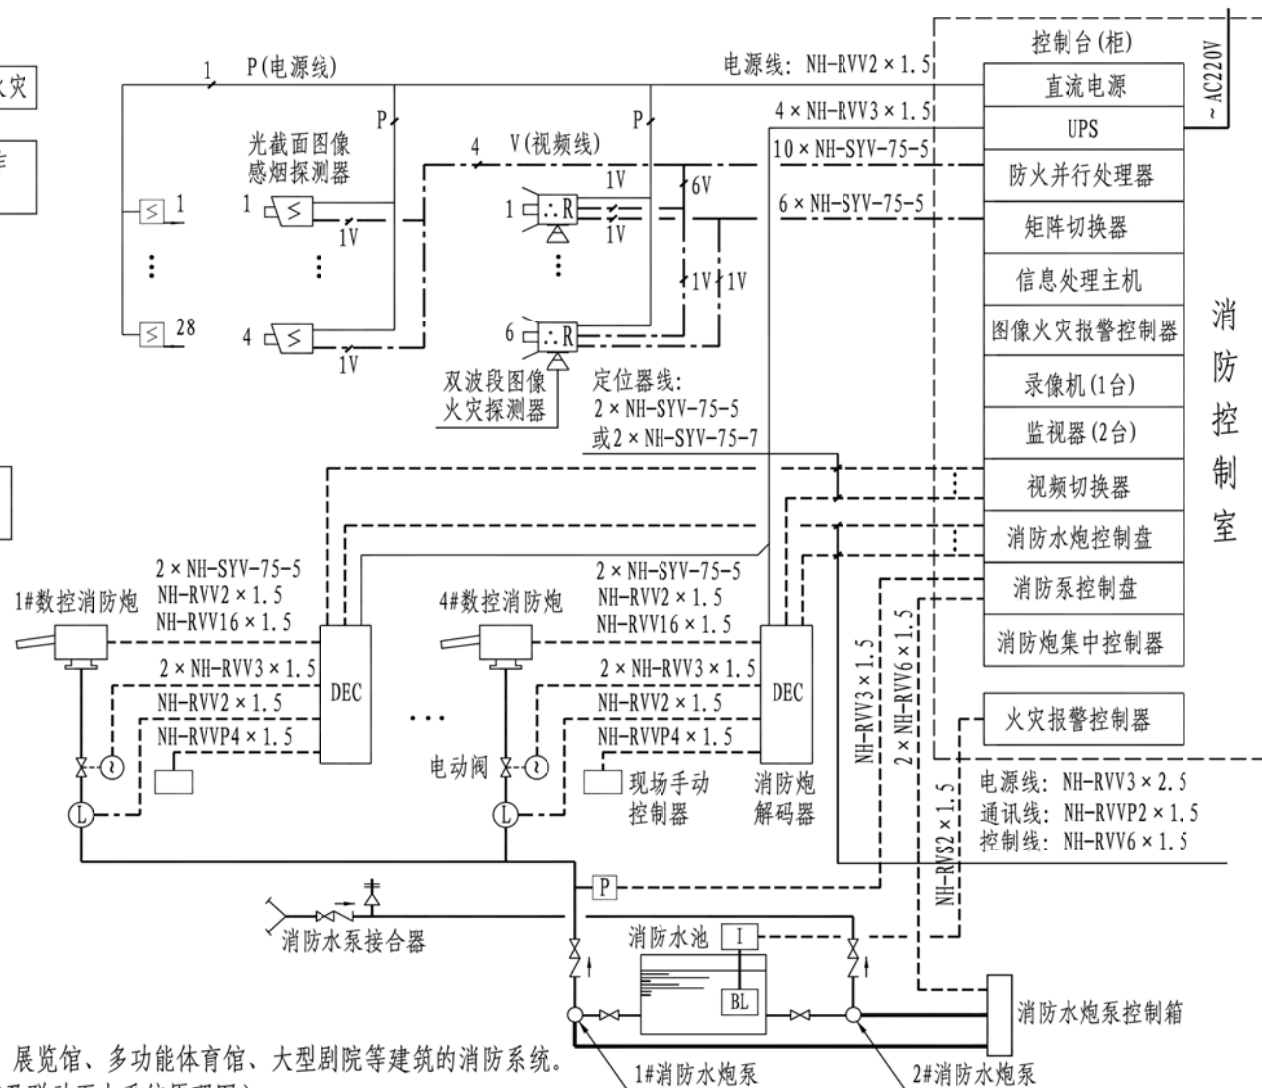 控制台(柜)
~AC220V
火灾
1
P(电源线)
电源线: NH-RVV2×1.5
直流电源
4×NH-RVV3×1.5
P
P
UPS
光截面图像
感烟探测器
4
V(视频线)
10×NH-SYV-75-5
防火并行处理器
1V
6V
1
1
1
R
6×NH-SYV-75-5
矩阵切换器
1V
1V
信息处理主机
1V
1V
28
4
6
R
图像火灾报警控制器
1V
双波段图像
火灾探测器
定位器线:
2×NH-SYV-75-5
或2×NH-SYV-75-7
录像机(1台)
监视器(2台)
视频切换器
消防水炮控制盘
消防泵控制盘
消防炮集中控制器
火灾报警控制器
消防控制室
2×NH-SYV-75-5
NH-RVV2×1.5
NH-RVV16×1.5
1#数控消防炮
2×NH-RVV3×1.5
NH-RVV2×1.5
NH-RVVP4×1.5
DEC
~
L
...
2×NH-SYV-75-5
NH-RVV2×1.5
NH-RVV16×1.5
4#数控消防炮
2×NH-RVV3×1.5
NH-RVV2×1.5
NH-RVVP4×1.5
DEC
电动阀
~
L
现场手动
控制器
消防炮
解码器
NH-RVV3×1.5
2×NH-RVV6×1.5
NH-RVS2×1.5
电源线: NH-RVV3×2.5
通讯线: NH-RVVP2×1.5
控制线: NH-RVV6×1.5
P
消防水泵接合器
消防水池
I
BL
消防水炮泵控制箱
1#消防水炮泵
2#消防水炮泵
展览馆、多功能体育馆、大型剧院等建筑的消防系统。